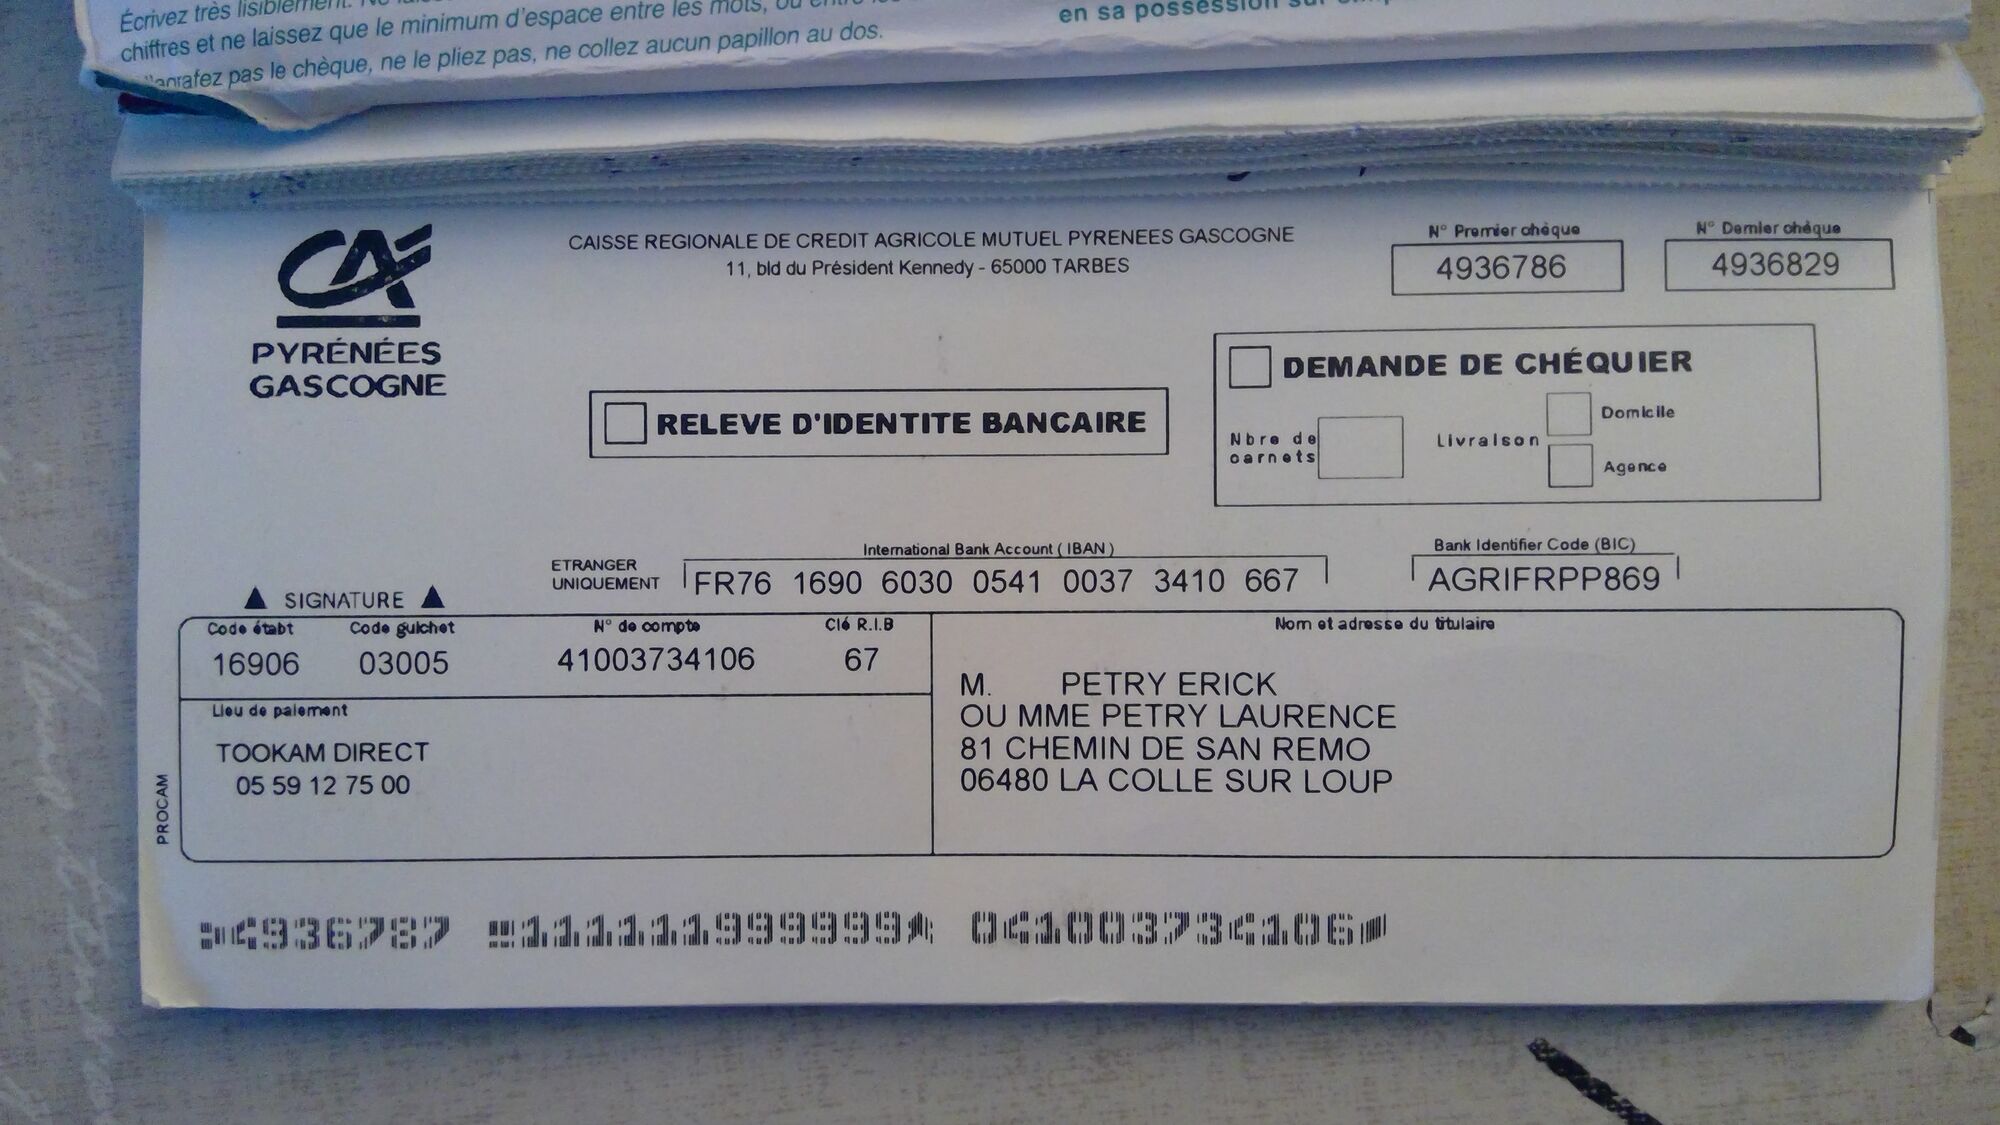 Écrivez très lisiblement.
chiffres et ne laissez que le minimum d'espace entre les mots, ou entre les
pas le chèque, ne le pliez pas, ne collez aucun papillon au dos.
en sa possession
CA
PYRÉNÉES
GASCOGNE
CAISSE REGIONALE DE CREDIT AGRICOLE MUTUEL PYRENEES GASCOGNE
11, bld du Président Kennedy - 65000 TARBES
N° Premier chèque
4936786
N° Dernier chèque
4936829
RELEVE D'IDENTITE BANCAIRE
DEMANDE DE CHÉQUIER
Nbre de
carnets
Livraison
Domicile
Agence
ETRANGER
UNIQUEMENT
International Bank Account ( IBAN )
FR76 1690 6030 0541 0037 3410 667
Bank Identifier Code (BIC)
AGRIFRPP869
▲ SIGNATURE ▲
Code établt Code guichet N° de compte Clé R.I.B
16906 03005 41003734106 67
Lieu de paiement
TOOKAM DIRECT
05 59 12 75 00
Nom et adresse du titulaire
M. PETRY ERICK
OU MME PETRY LAURENCE
81 CHEMIN DE SAN REMO
06480 LA COLLE SUR LOUP
PROCAM
4936787 111111999999 041003734106